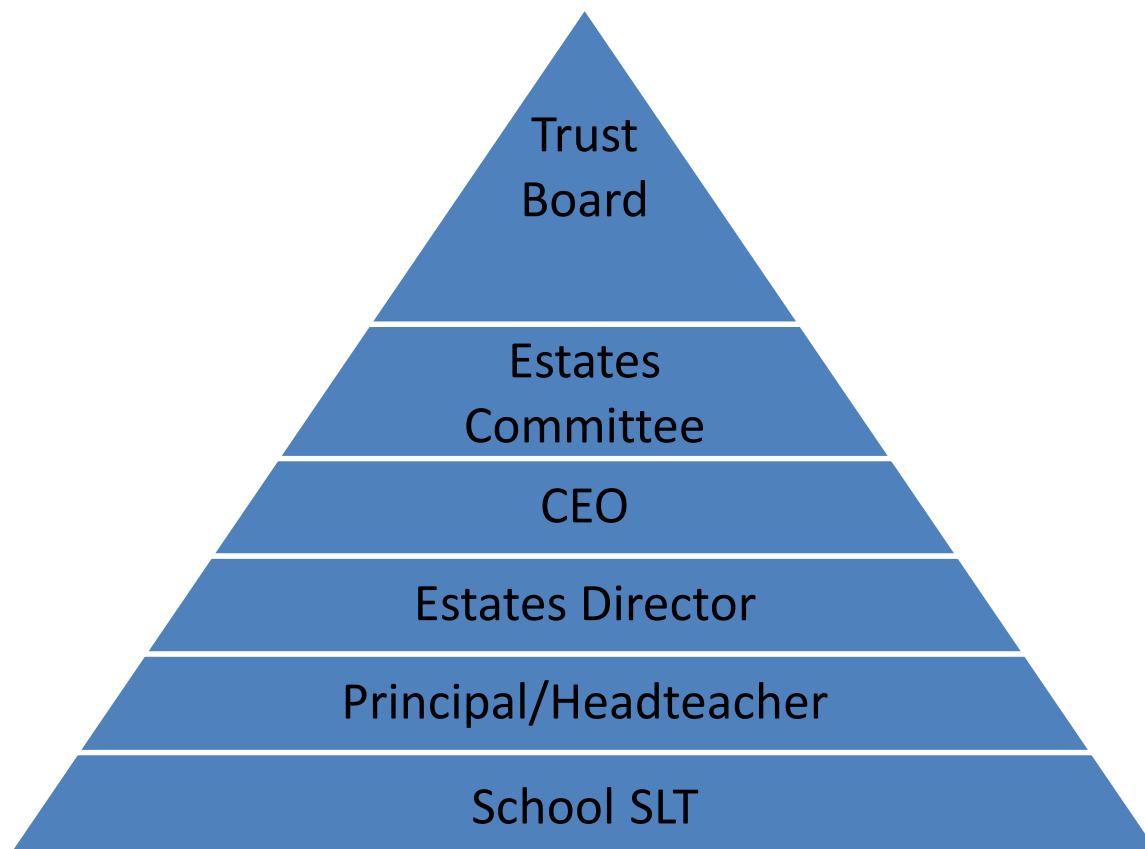 Trust
Board
Estates
Committee
CEO
Estates Director
Principal/Headteacher
School SLT